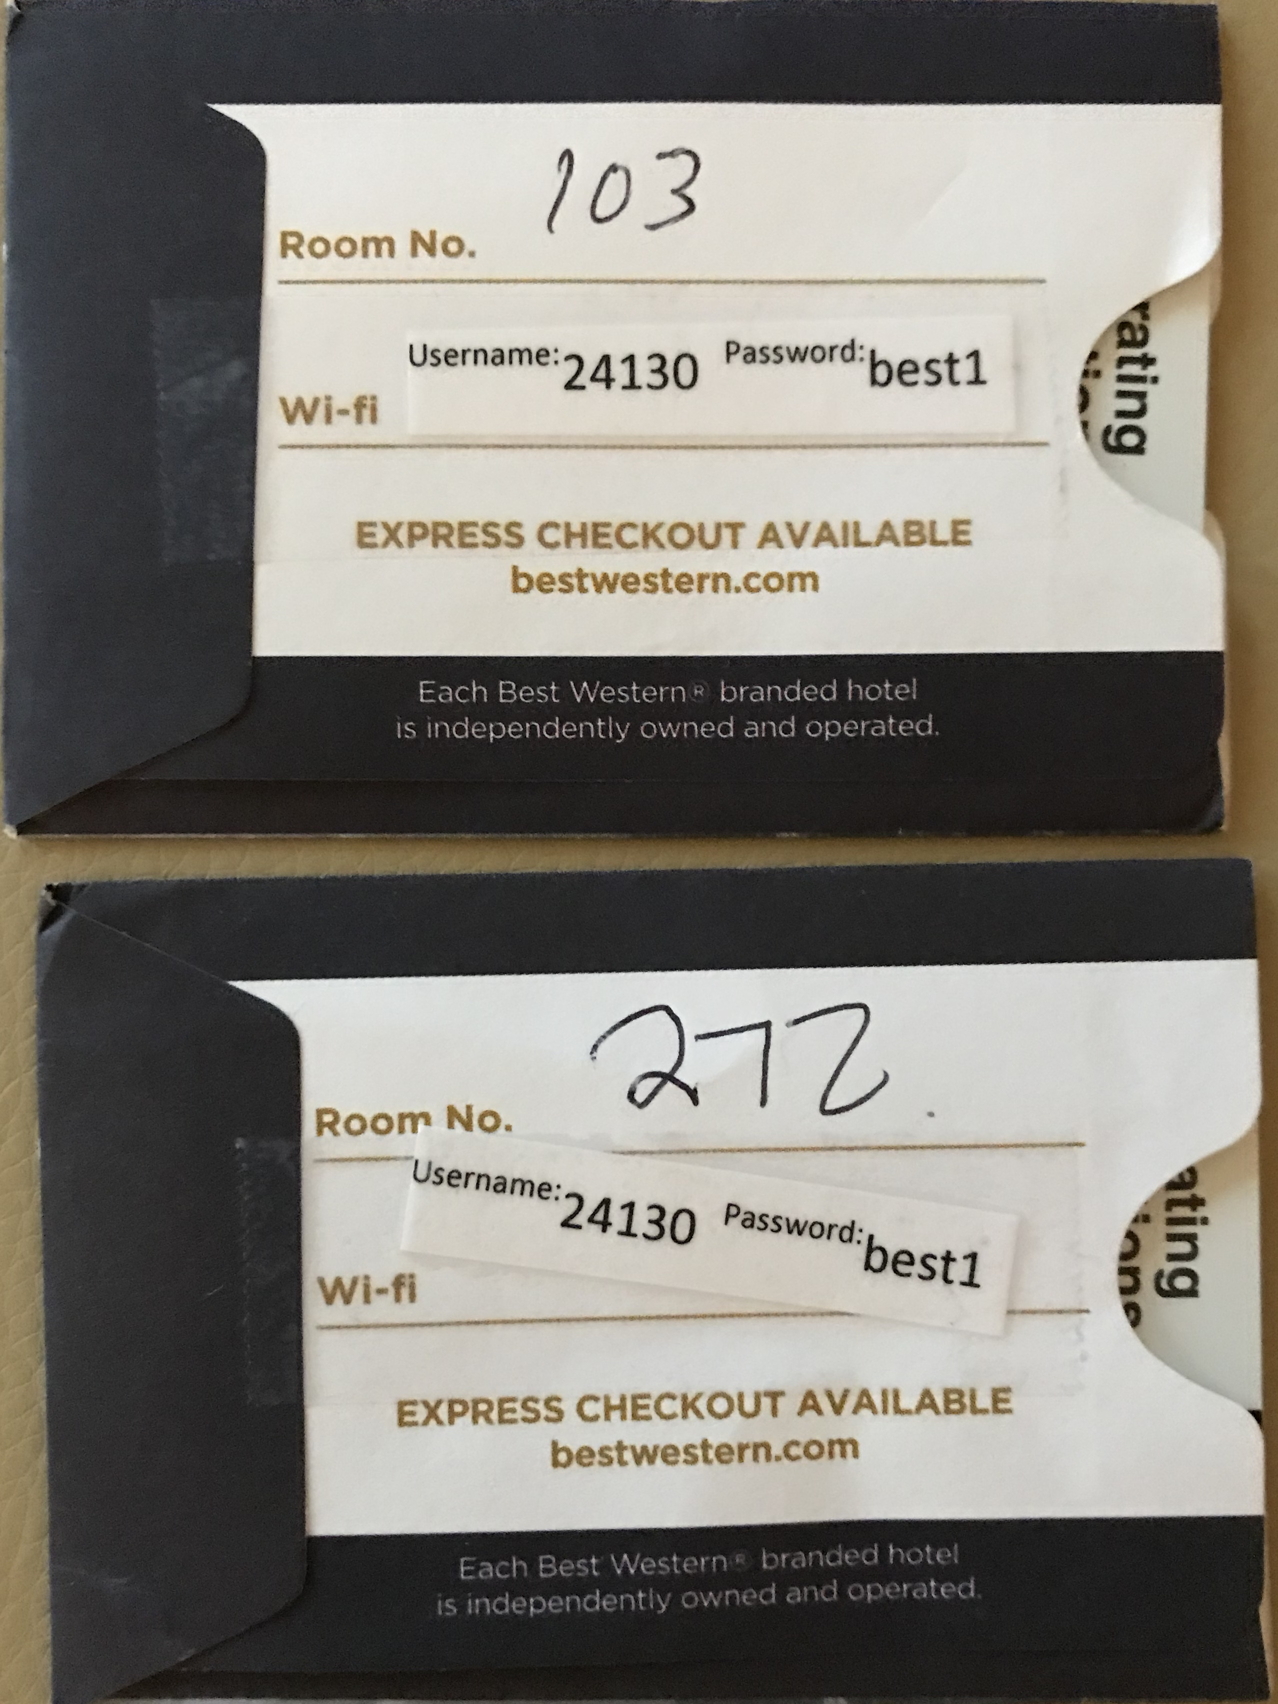 103
Room No.
Username: 24130 Password: best1
Wi-fi
EXPRESS CHECKOUT AVAILABLE
bestwestern.com
Each Best Western® branded hotel
is independently owned and operated.
rating
272
Room No.
Username: 24130 Password: best1
Wi-fi
EXPRESS CHECKOUT AVAILABLE
bestwestern.com
Each Best Western® branded hotel
is independently owned and operated.
ating